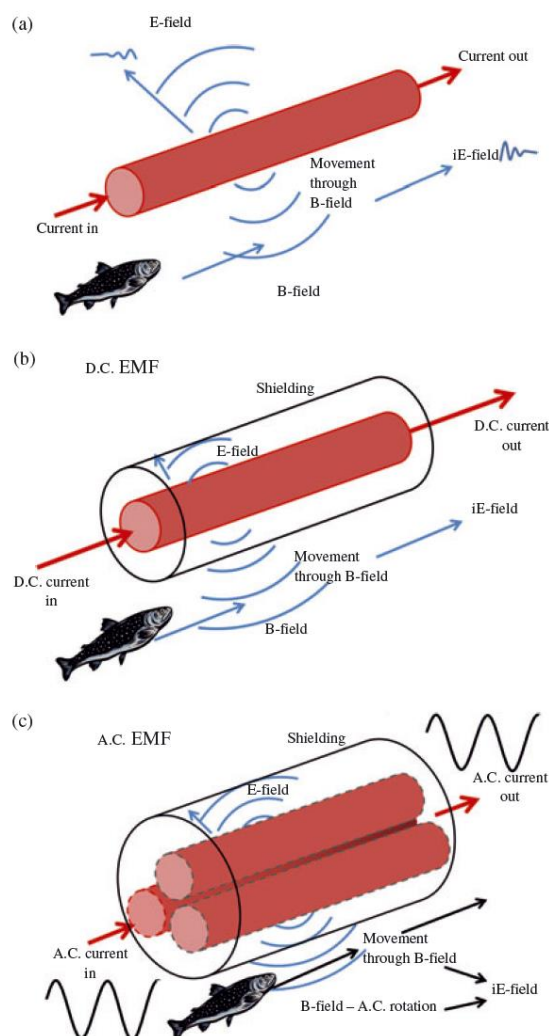 (a)
E-field
Current out
iE-field
Movement
through
B-field
Current in
B-field
(b)
D.C. EMF
Shielding
D.C. current
out
E-field
iE-field
Movement
through B-field
D.C. current
in
B-field
(c)
A.C. EMF
Shielding
A.C. current
out
E-field
Movement
through B-field
A.C. current
in
iE-field
B-field – A.C. rotation